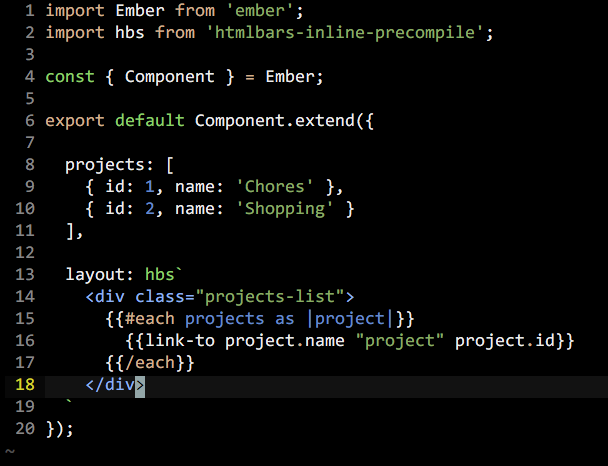 1 import Ember from 'ember';
2 import hbs from 'htmlbars-inline-precompile';
3
4 const { Component } = Ember;
5
6 export default Component.extend({
7
8   projects: [
9     { id: 1, name: 'Chores' },
10     { id: 2, name: 'Shopping' }
11   ],
12
13   layout: hbs`
14     <div class="projects-list">
15       {{#each projects as |project|}}
16         {{link-to project.name "project" project.id}}
17       {{/each}}
18     </div>
19   `
20 });
~